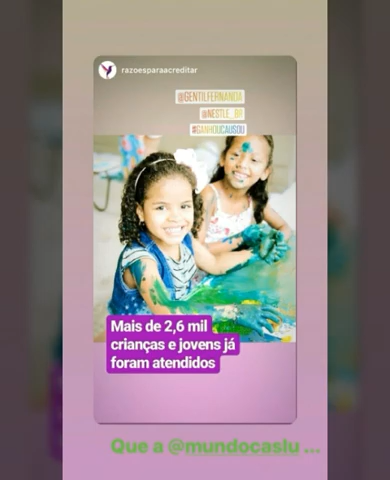 razoesparaacreditar
@GENTILFERNANDA
@NESTLE_BR
#GANHOUCAUSOU
Mais de 2,6 mil
crianças e jovens já
foram atendidos
Que a @mundocaslu ...